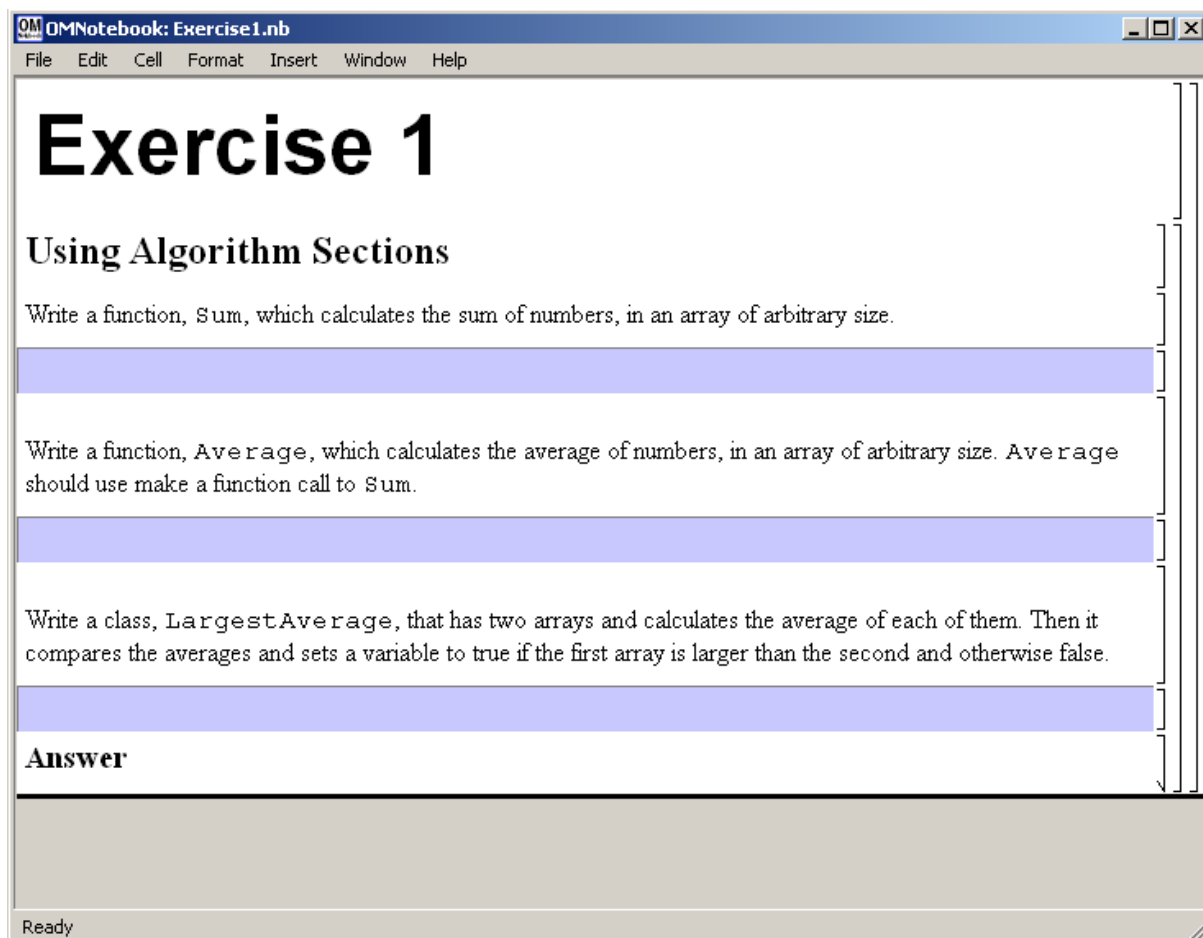 OM OMNotebook: Exercise1.nb
File Edit Cell Format Insert Window Help
Exercise 1
Using Algorithm Sections
Write a function, Sum, which calculates the sum of numbers, in an array of arbitrary size.
Write a function, Average, which calculates the average of numbers, in an array of arbitrary size. Average
should use make a function call to Sum.
Write a class, LargestAverage, that has two arrays and calculates the average of each of them. Then it
compares the averages and sets a variable to true if the first array is larger than the second and otherwise false.
Answer
Ready